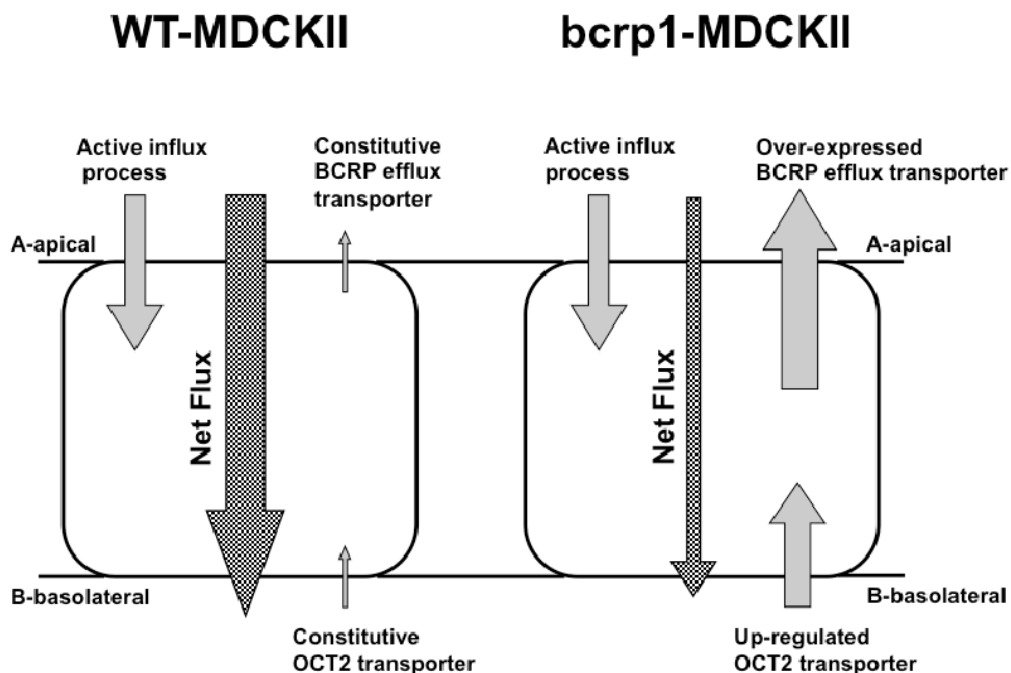 WT-MDCKII
bcrp1-MDCKII
Active influx
process
Constitutive
BCRP efflux
transporter
Active influx
process
Over-expressed
BCRP efflux transporter
A-apical
A-apical
Net Flux
Net Flux
B-basolateral
B-basolateral
Constitutive
OCT2 transporter
Up-regulated
OCT2 transporter